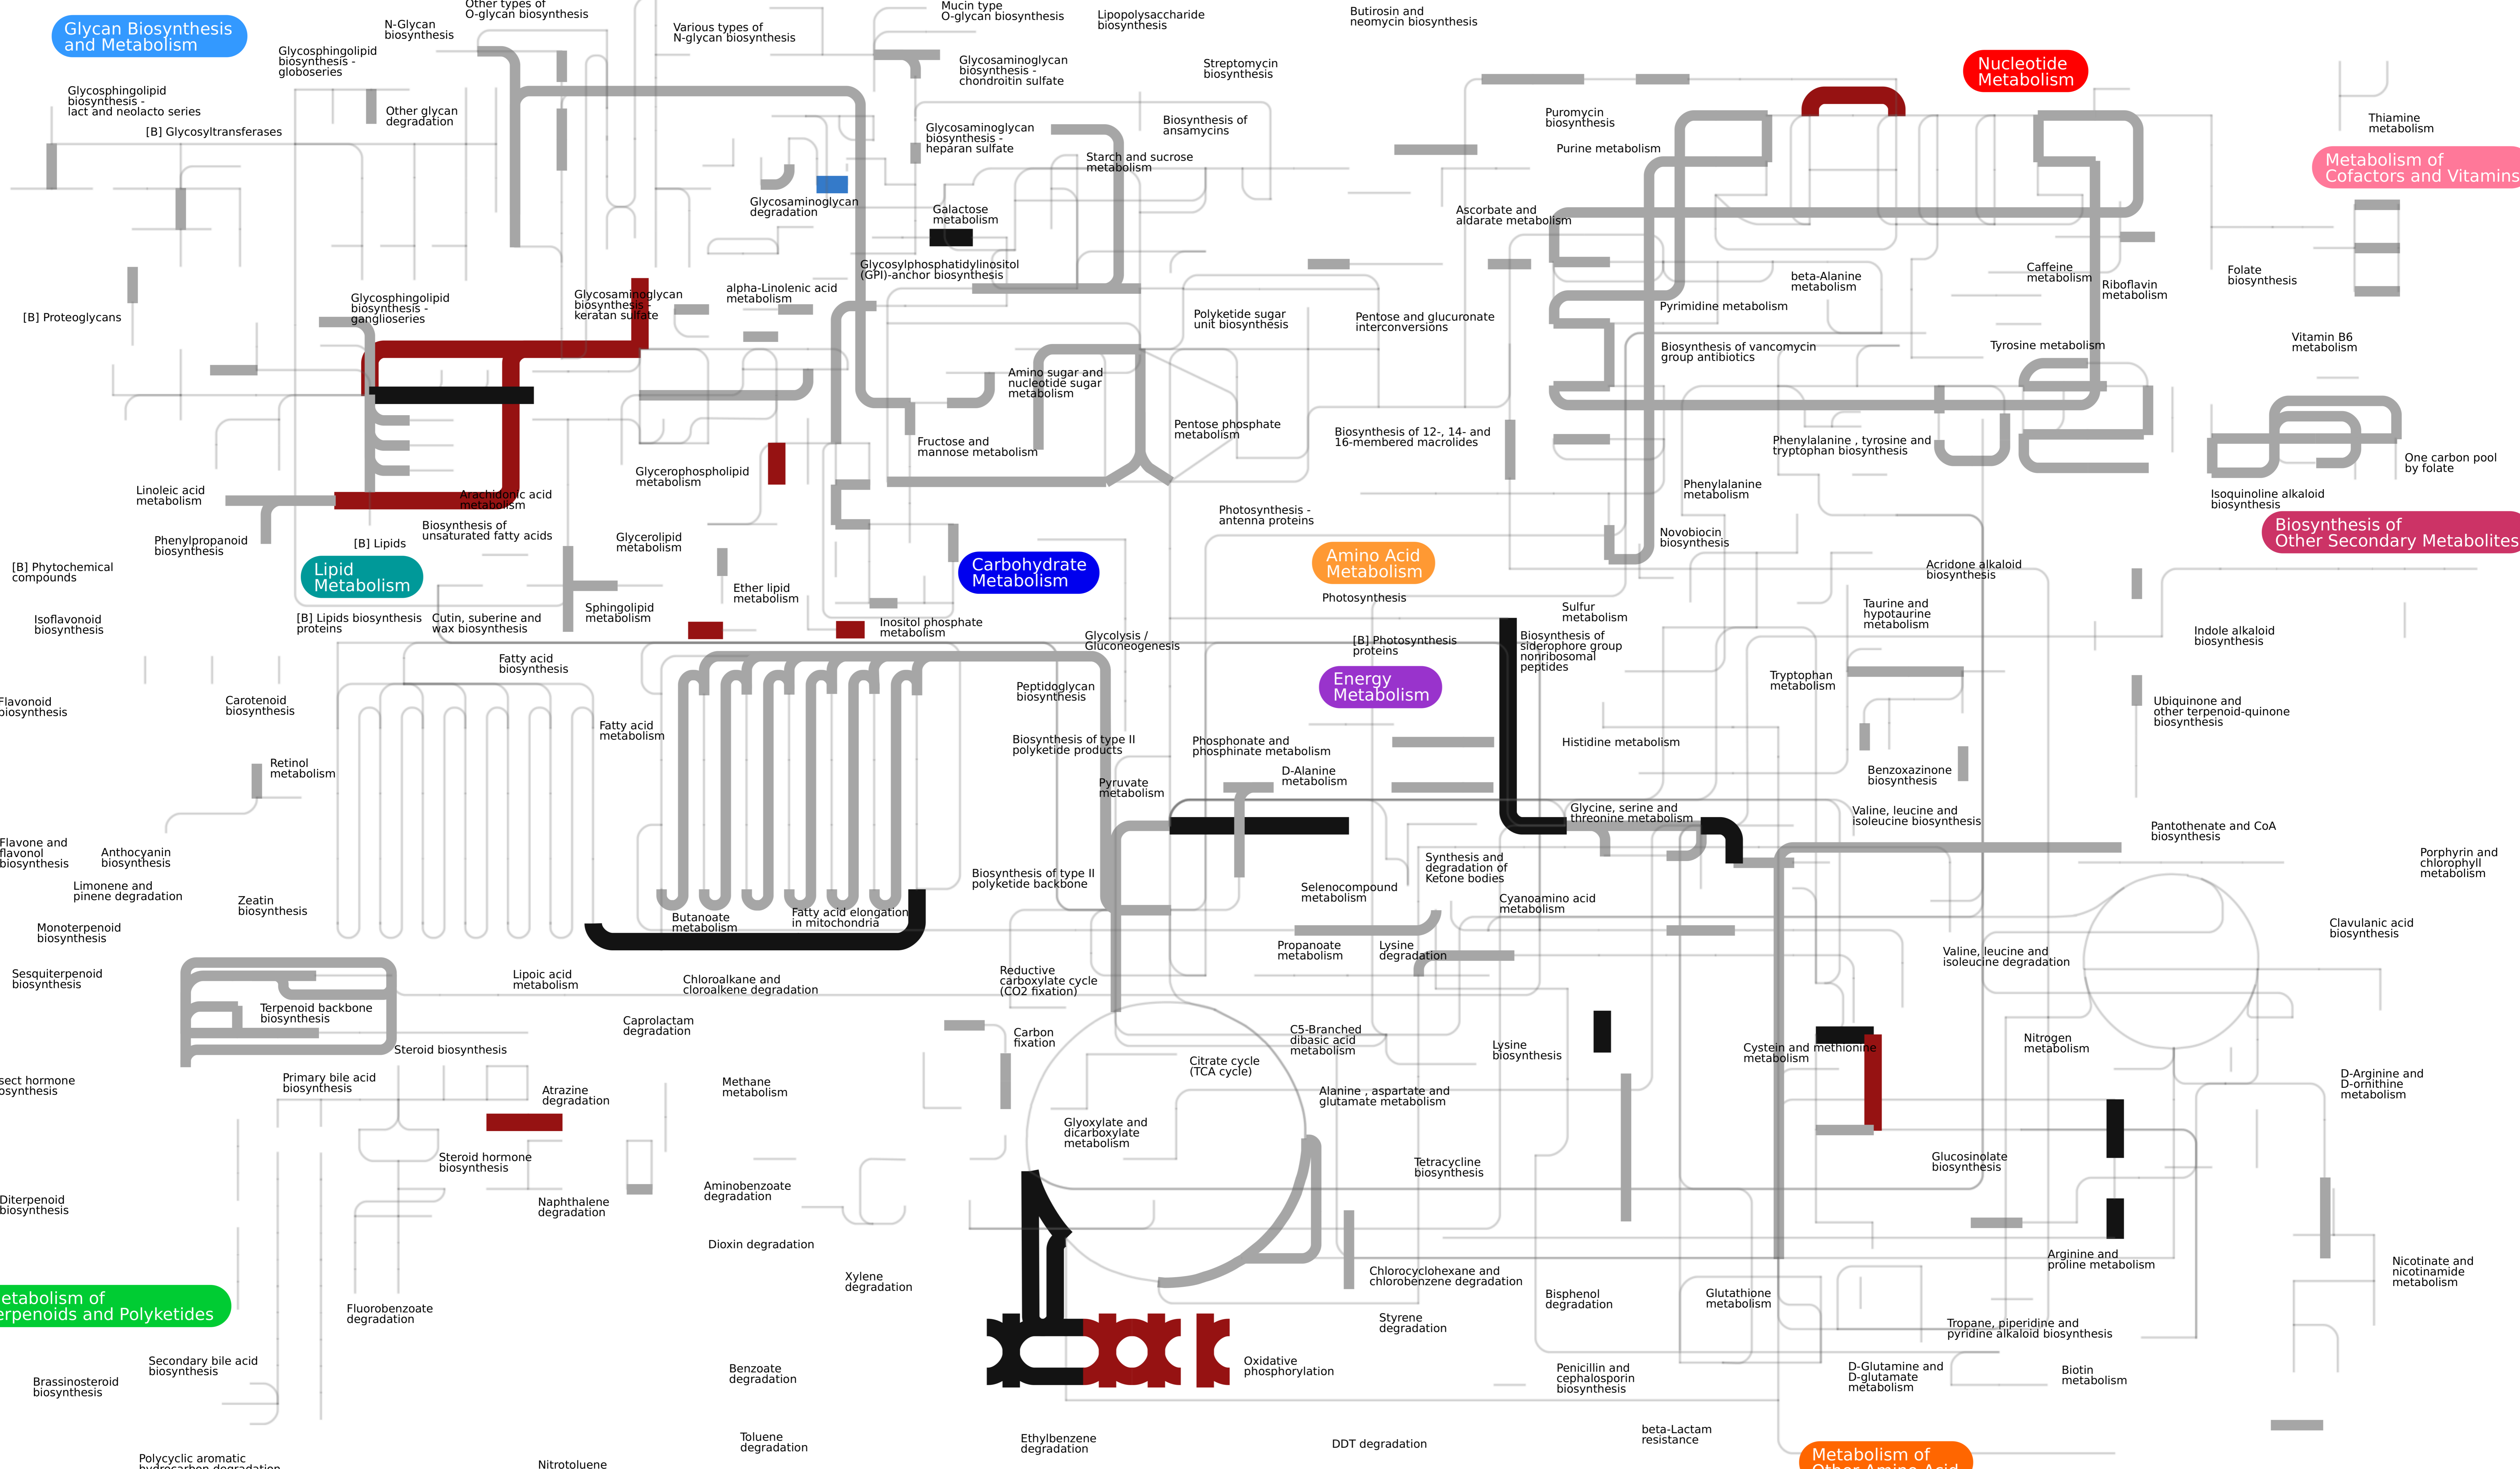 Other types of
O-glycan biosynthesis
Mucin type
O-glycan biosynthesis
Lipopolysaccharide
biosynthesis
Butirosin and
neomycin biosynthesis
Glycan Biosynthesis
and Metabolism
N-Glycan
biosynthesis
Various types of
N-glycan biosynthesis
Glycosphingolipid
biosynthesis -
globoseries
Glycosaminoglycan
biosynthesis -
chondroitin sulfate
Streptomycin
biosynthesis
Nucleotide
Metabolism
Glycosphingolipid
biosynthesis -
lact and neolacto series
Other glycan
degradation
[B] Glycosyltransferases
Glycosaminoglycan
biosynthesis -
heparan sulfate
Biosynthesis of
ansamycins
Puromycin
biosynthesis
Purine metabolism
Thiamine
metabolism
Starch and sucrose
metabolism
Metabolism of
Cofactors and Vitamins
Glycosaminoglycan
degradation
Galactose
metabolism
Ascorbate and
aldarate metabolism
Glycosylphosphatidylinositol
(GPI)-anchor biosynthesis
beta-Alanine
metabolism
Caffeine
metabolism
Riboflavin
metabolism
Folate
biosynthesis
Glycosphingolipid
biosynthesis -
ganglioseries
Glycosaminoglycan
biosynthesis -
keratan sulfate
alpha-Linolenic acid
metabolism
[B] Proteoglycans
Polyketide sugar
unit biosynthesis
Pentose and glucuronate
interconversions
Pyrimidine metabolism
Biosynthesis of vancomycin
group antibiotics
Tyrosine metabolism
Vitamin B6
metabolism
Amino sugar and
nucleotide sugar
metabolism
Pentose phosphate
metabolism
Biosynthesis of 12-, 14- and
16-membered macrolides
Phenylalanine , tyrosine and
tryptophan biosynthesis
Fructose and
mannose metabolism
One carbon pool
by folate
Glycerophospholipid
metabolism
Linoleic acid
metabolism
Arachidonic acid
metabolism
Phenylalanine
metabolism
Isoquinoline alkaloid
biosynthesis
Photosynthesis -
antenna proteins
Biosynthesis of
unsaturated fatty acids
Phenylpropanoid
biosynthesis
[B] Lipids
Glycerolipid
metabolism
Novobiocin
biosynthesis
Biosynthesis of
Other Secondary Metabolites
[B] Phytochemical
compounds
Lipid
Metabolism
Carbohydrate
Metabolism
Amino Acid
Metabolism
Acridone alkaloid
biosynthesis
Ether lipid
metabolism
Photosynthesis
Sphingolipid
metabolism
Sulfur
metabolism
Taurine and
hypotaurine
metabolism
Isoflavonoid
biosynthesis
[B] Lipids biosynthesis
proteins
Cutin, suberine and
wax biosynthesis
Inositol phosphate
metabolism
Glycolysis /
Gluconeogenesis
[B] Photosynthesis
proteins
Biosynthesis of
siderophore group
nonribosomal
peptides
Indole alkaloid
biosynthesis
Fatty acid
biosynthesis
Energy
Metabolism
Tryptophan
metabolism
Flavonoid
biosynthesis
Carotenoid
biosynthesis
Peptidoglycan
biosynthesis
Ubiquinone and
other terpenoid-quinone
biosynthesis
Fatty acid
metabolism
Biosynthesis of type II
polyketide products
Phosphonate and
phosphinate metabolism
Histidine metabolism
Retinol
metabolism
D-Alanine
metabolism
Benzoxazinone
biosynthesis
Pyruvate
metabolism
Glycine, serine and
threonine metabolism
Valine, leucine and
isoleucine biosynthesis
Pantothenate and CoA
biosynthesis
Flavone and
flavonol
biosynthesis
Anthocyanin
biosynthesis
Synthesis and
degradation of
Ketone bodies
Porphyrin and
chlorophyll
metabolism
Limonene and
pinene degradation
Biosynthesis of type II
polyketide backbone
Selenocompound
metabolism
Cyanoamino acid
metabolism
Zeatin
biosynthesis
Butanoate
metabolism
Fatty acid elongation
in mitochondria
Monoterpenoid
biosynthesis
Clavulanic acid
biosynthesis
Propanoate
metabolism
Lysine
degradation
Valine, leucine and
isoleucine degradation
Sesquiterpenoid
biosynthesis
Lipoic acid
metabolism
Chloroalkane and
cloroalkene degradation
Reductive
carboxylate cycle
(CO2 fixation)
Terpenoid backbone
biosynthesis
Caprolactam
degradation
Carbon
fixation
C5-Branched
dibasic acid
metabolism
Lysine
biosynthesis
Cystein and methionine
metabolism
Nitrogen
metabolism
Steroid biosynthesis
Citrate cycle
(TCA cycle)
sect hormone
osynthesis
Primary bile acid
biosynthesis
Atrazine
degradation
Methane
metabolism
Alanine , aspartate and
glutamate metabolism
D-Arginine and
D-ornithine
metabolism
Glyoxylate and
dicarboxylate
metabolism
Steroid hormone
biosynthesis
Tetracycline
biosynthesis
Glucosinolate
biosynthesis
Diterpenoid
biosynthesis
Naphthalene
degradation
Aminobenzoate
degradation
Dioxin degradation
Xylene
degradation
Chlorocyclohexane and
chlorobenzene degradation
Arginine and
proline metabolism
Nicotinate and
nicotinamide
metabolism
etabolism of
erpenoids and Polyketides
Fluorobenzoate
degradation
Bisphenol
degradation
Glutathione
metabolism
Styrene
degradation
Tropane, piperidine and
pyridine alkaloid biosynthesis
Secondary bile acid
biosynthesis
Brassinosteroid
biosynthesis
Benzoate
degradation
Oxidative
phosphorylation
Penicillin and
cephalosporin
biosynthesis
D-Glutamine and
D-glutamate
metabolism
Biotin
metabolism
Toluene
degradation
Ethylbenzene
degradation
DDT degradation
beta-Lactam
resistance
Polycyclic aromatic
hydrocarbon degradation
Nitrotoluene
Metabolism of
Other Amino Acid